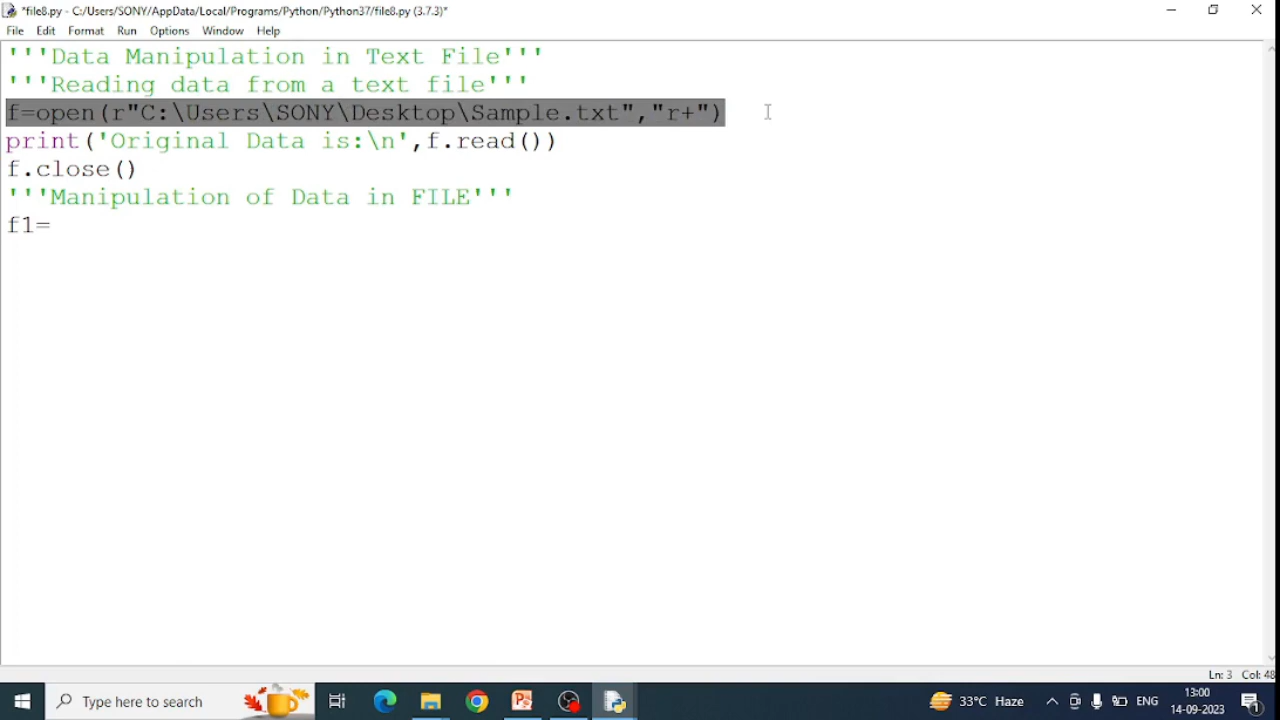 *file8.py - C:/Users/SONY/AppData/Local/Programs/Python/Python37/file8.py (3.7.3)*
File Edit Format Run Options Window Help
'''Data Manipulation in Text File'''
'''Reading data from a text file'''
f=open(r"C:\Users\SONY\Desktop\Sample.txt","r+")
print('Original Data is:\n',f.read())
f.close()
'''Manipulation of Data in FILE'''
f1=
Ln: 3 Col: 48
Type here to search
33°C Haze
ENG
13:00
14-09-2023
1